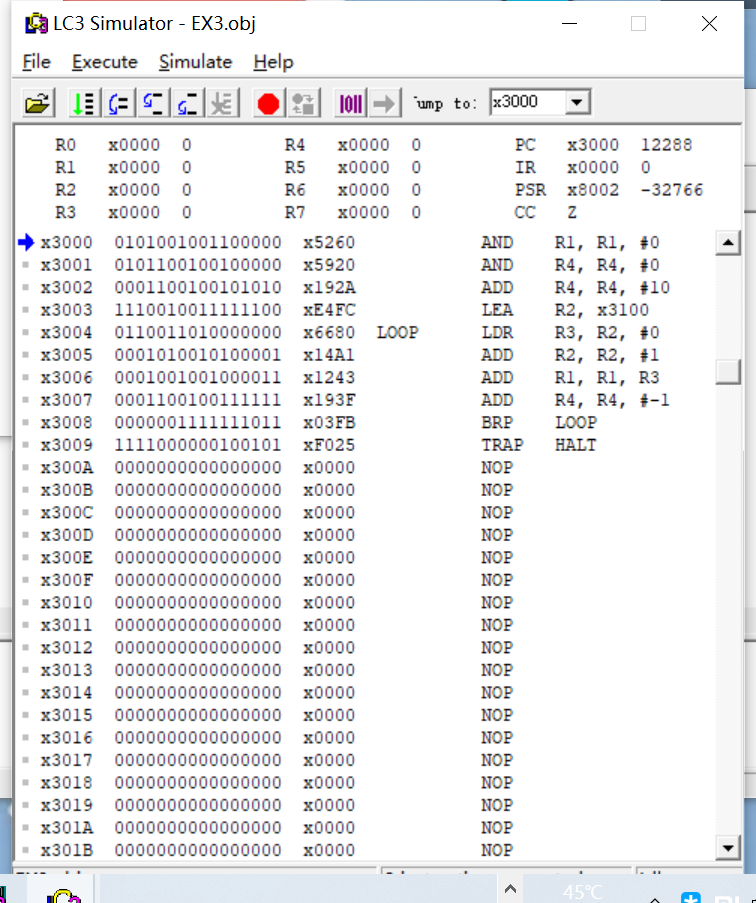 LC3 Simulator - EX3.obj
File Execute Simulate Help
Jump to: x3000
R0 x0000 0 R4 x0000 0 PC x3000 12288
R1 x0000 0 R5 x0000 0 IR x0000 0
R2 x0000 0 R6 x0000 0 PSR x8002 -32766
R3 x0000 0 R7 x0000 0 CC Z
x3000 0101001001100000 x5260 AND R1, R1, #0
x3001 0101100100100000 x5920 AND R4, R4, #0
x3002 0001100100101010 x192A ADD R4, R4, #10
x3003 1110010011111100 xE4FC LEA R2, x3100
x3004 0110011010000000 x6680 LOOP LDR R3, R2, #0
x3005 0001010010100001 x14A1 ADD R2, R2, #1
x3006 0001001001000011 x1243 ADD R1, R1, R3
x3007 0001100100111111 x193F ADD R4, R4, #-1
x3008 0000001111111011 x03FB BRP LOOP
x3009 1111000000100101 xF025 TRAP HALT
x300A 0000000000000000 x0000 NOP
x300B 0000000000000000 x0000 NOP
x300C 0000000000000000 x0000 NOP
x300D 0000000000000000 x0000 NOP
x300E 0000000000000000 x0000 NOP
x300F 0000000000000000 x0000 NOP
x3010 0000000000000000 x0000 NOP
x3011 0000000000000000 x0000 NOP
x3012 0000000000000000 x0000 NOP
x3013 0000000000000000 x0000 NOP
x3014 0000000000000000 x0000 NOP
x3015 0000000000000000 x0000 NOP
x3016 0000000000000000 x0000 NOP
x3017 0000000000000000 x0000 NOP
x3018 0000000000000000 x0000 NOP
x3019 0000000000000000 x0000 NOP
x301A 0000000000000000 x0000 NOP
x301B 0000000000000000 x0000 NOP
45℃